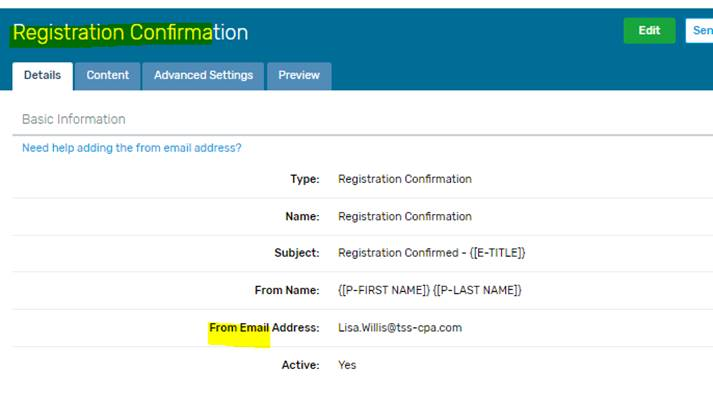 Registration Confirmation
Edit
Details Content Advanced Settings Preview
Basic Information
Need help adding the from email address?
Type: Registration Confirmation
Name: Registration Confirmation
Subject: Registration Confirmed - {[E-TITLE]}
From Name: {[P-FIRST NAME]} {[P-LAST NAME]}
From Email Address: Lisa.Willis@tss-cpa.com
Active: Yes